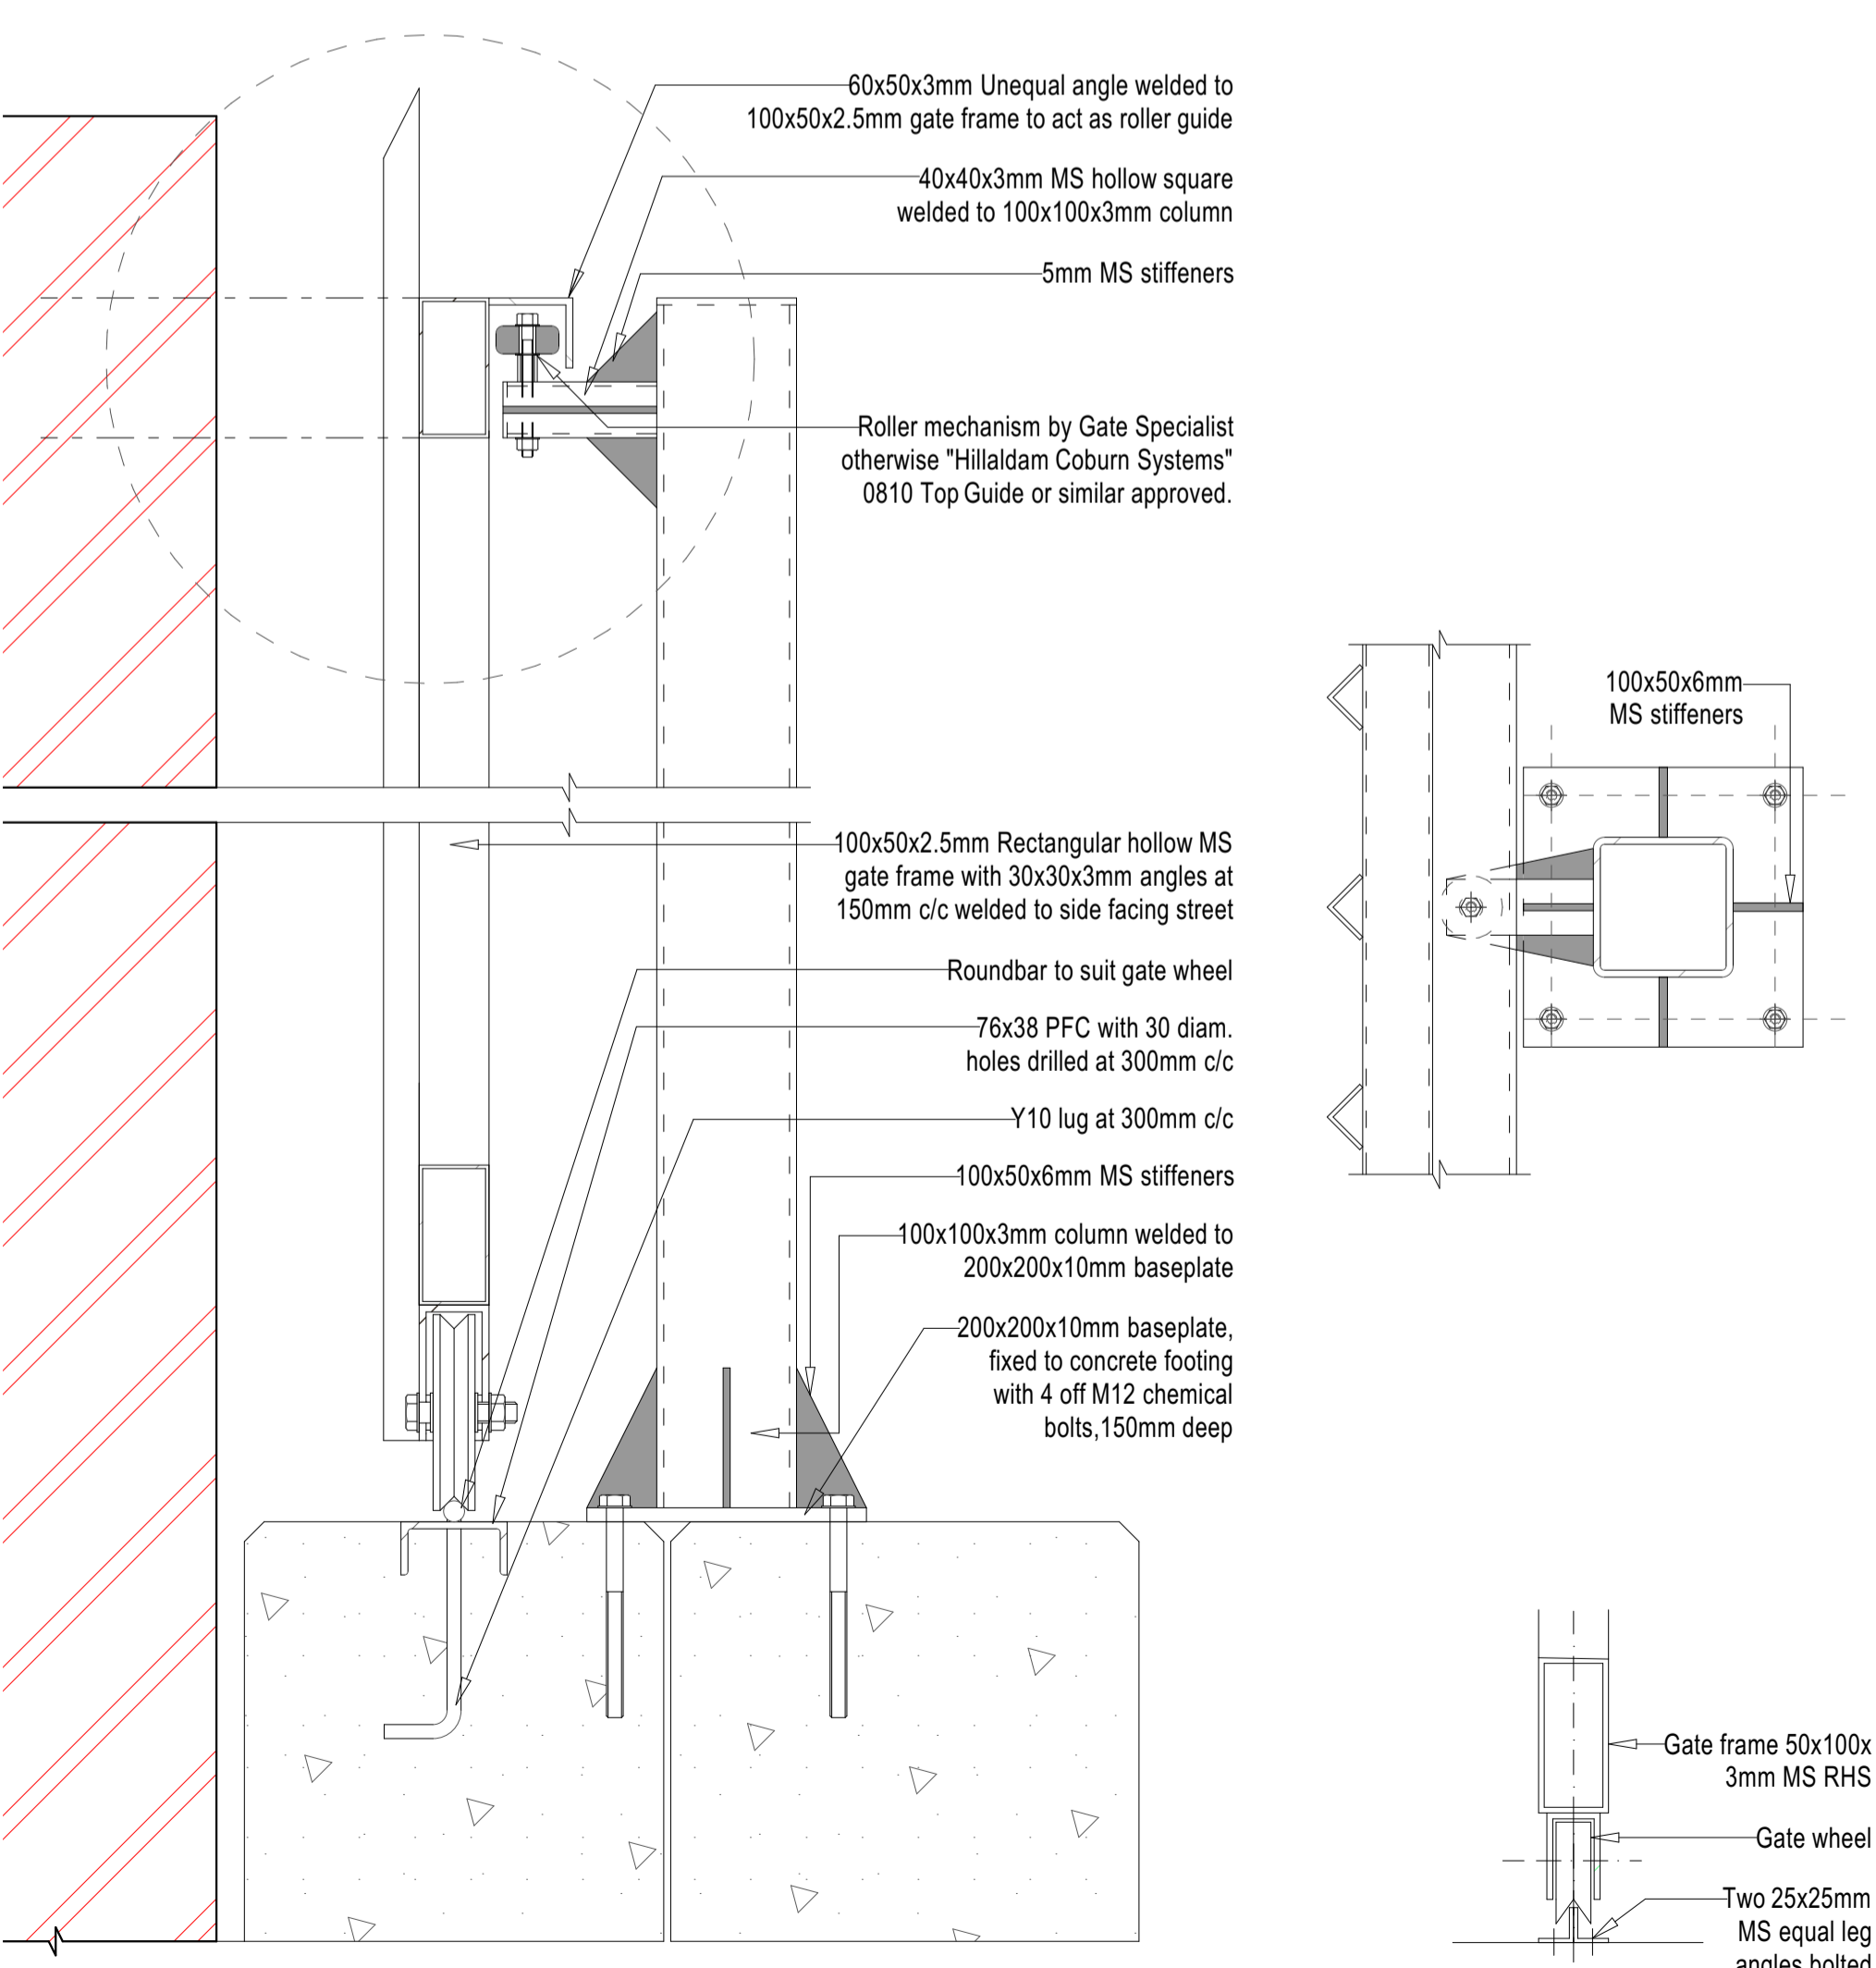 60x50x3mm Unequal angle welded to
100x50x2.5mm gate frame to act as roller guide
40x40x3mm MS hollow square
welded to 100x100x3mm column
5mm MS stiffeners
Roller mechanism by Gate Specialist
otherwise "Hillaldam Coburn Systems"
0810 Top Guide or similar approved.
100x50x6mm
MS stiffeners
100x50x2.5mm Rectangular hollow MS
gate frame with 30x30x3mm angles at
150mm c/c welded to side facing street
Roundbar to suit gate wheel
76x38 PFC with 30 diam.
holes drilled at 300mm c/c
Y10 lug at 300mm c/c
100x50x6mm MS stiffeners
100x100x3mm column welded to
200x200x10mm baseplate
200x200x10mm baseplate,
fixed to concrete footing
with 4 off M12 chemical
bolts,150mm deep
Gate frame 50x100x
3mm MS RHS
Gate wheel
Two 25x25mm
MS equal leg
angles bolted